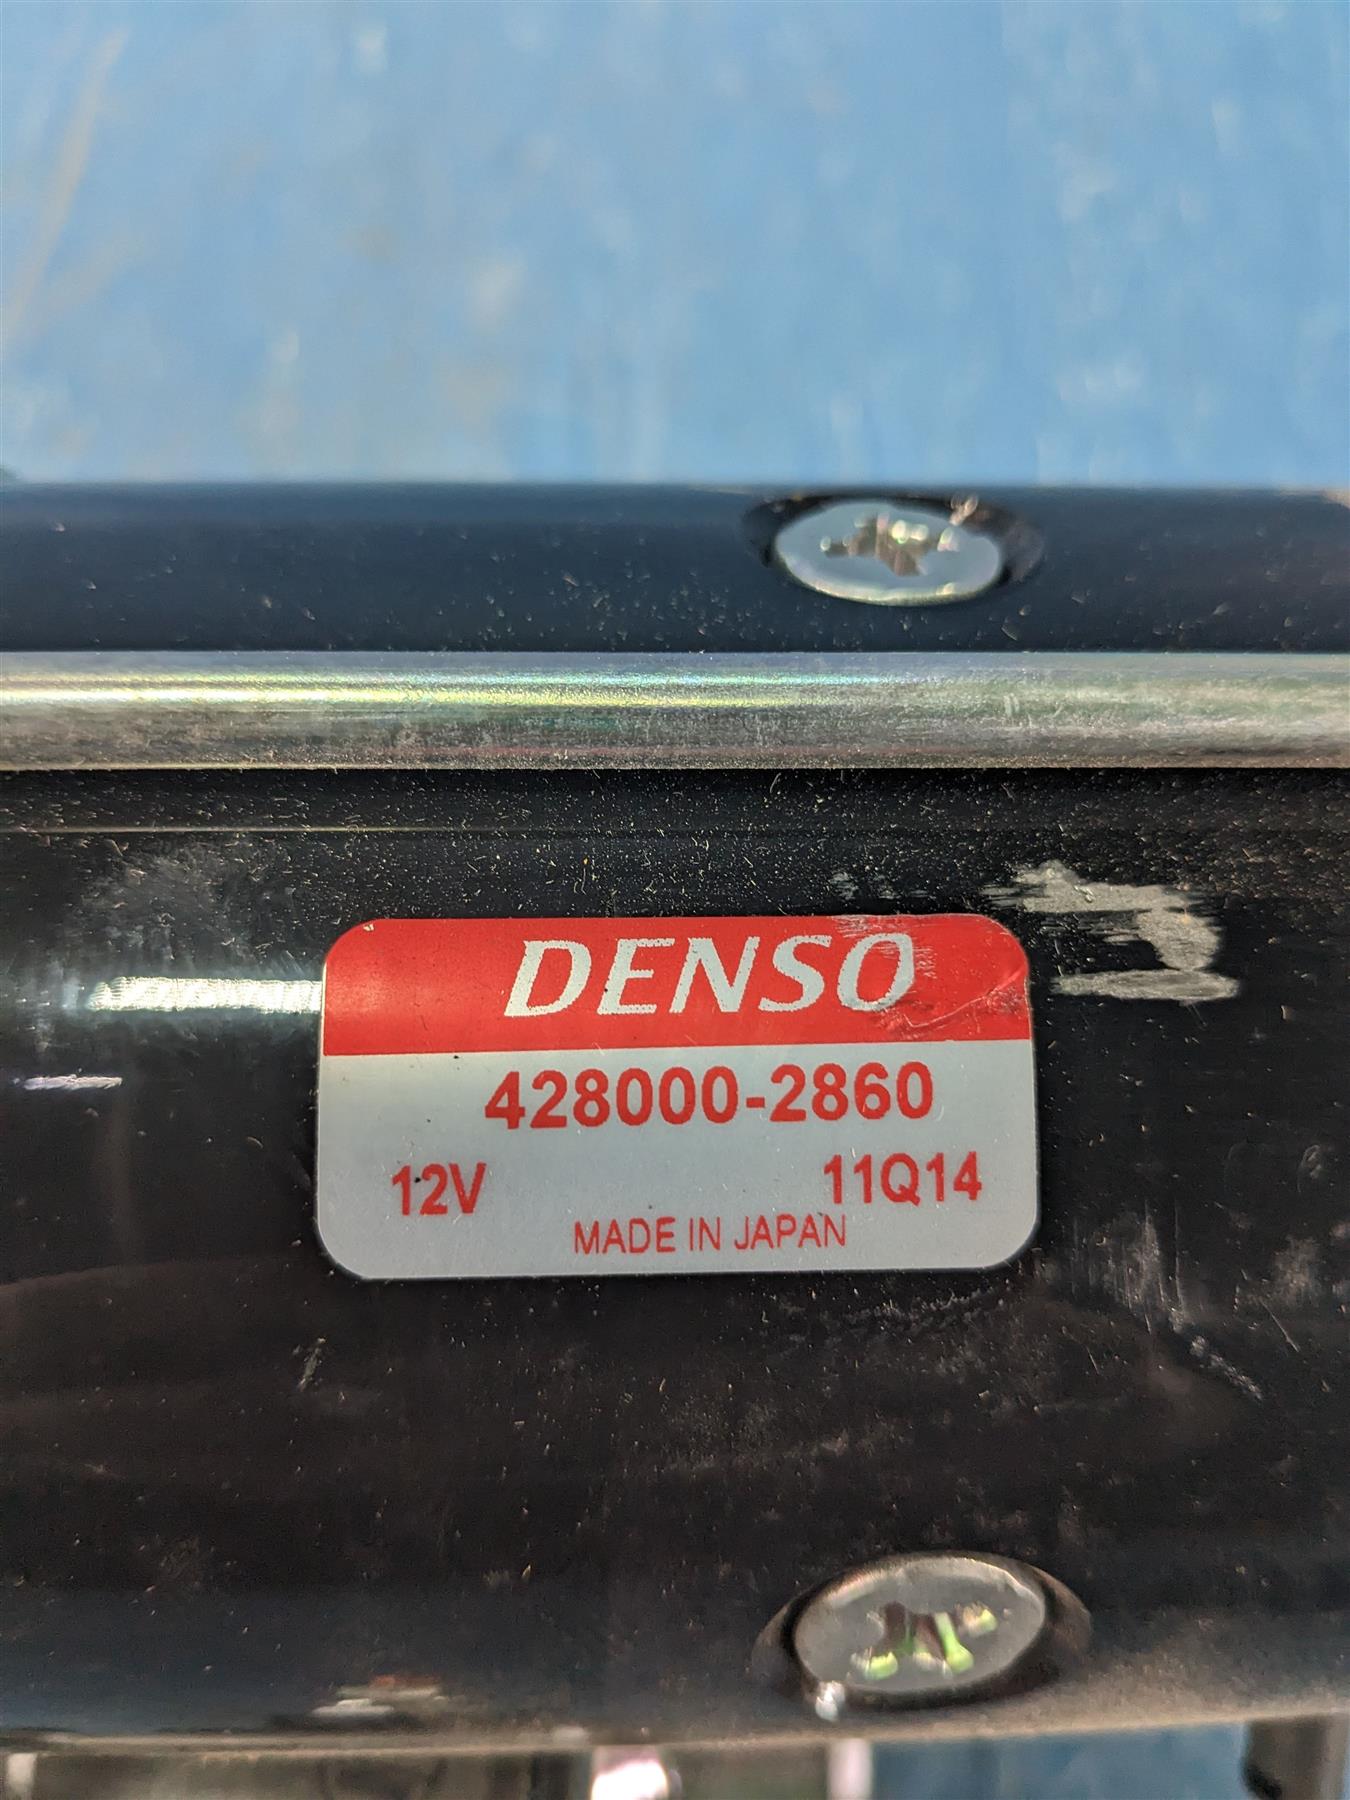 DENSO
428000-2860
12V 11Q14
MADE IN JAPAN